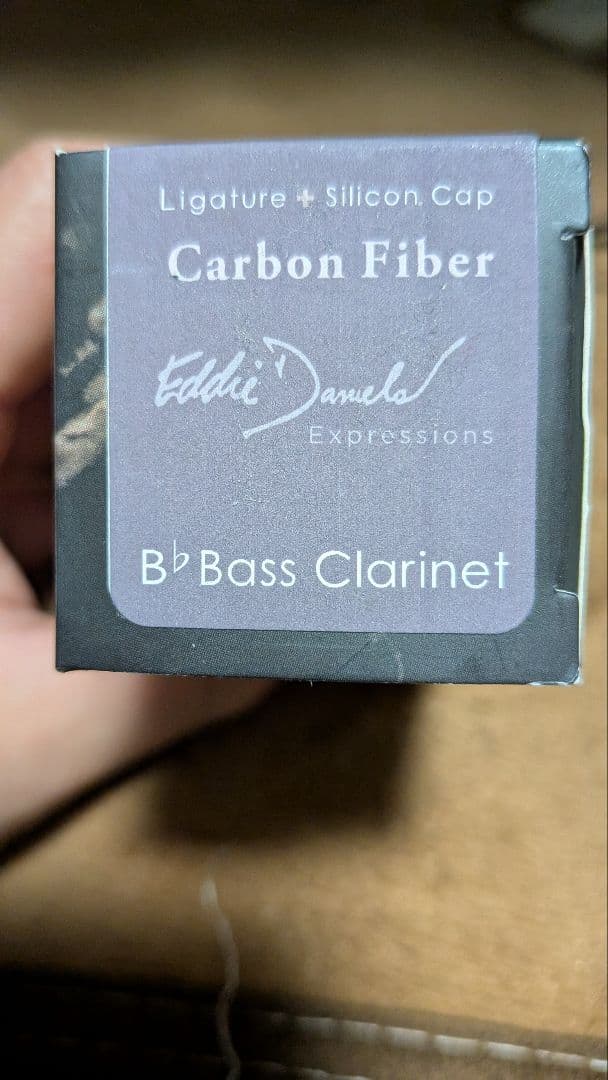 Ligature + Silicon Cap
Carbon Fiber
Eddie Daniels
Expressions
B♭ Bass Clarinet